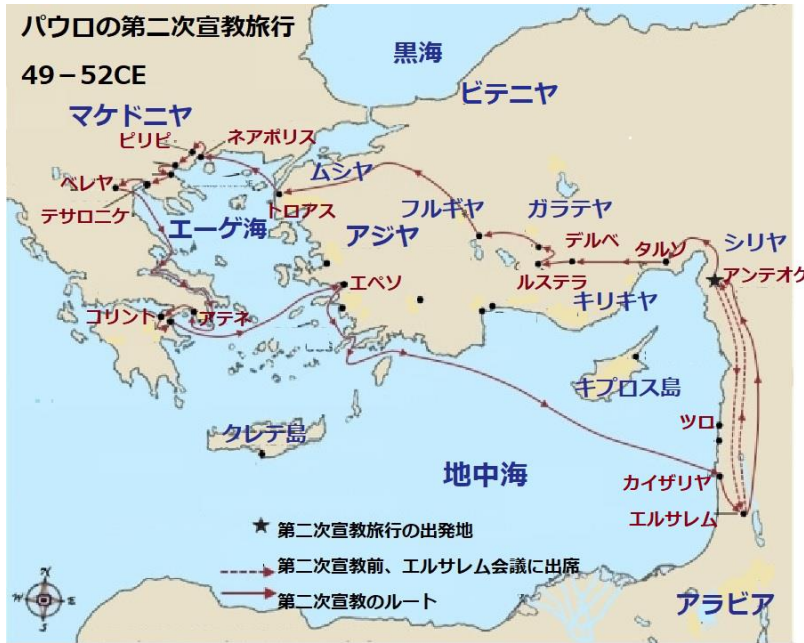 パウロの第二次宣教旅行
49－52CE
黒海
ビテニヤ
マケドニヤ
ピリピ
ネアポリス
ベレヤ
テサロニケ
エーゲ海
トロアス
ムシヤ
アジヤ
フルギヤ
ガラテヤ
デルベ
タルソ
シリヤ
アンテオケ
ルステラ
キリキヤ
エペソ
コリント
アテネ
キプロス島
クレテ島
ツロ
地中海
カイザリヤ
エルサレム
第二次宣教旅行の出発地
第二次宣教前、エルサレム会議に出席
第二次宣教のルート
アラビア
N
W
E
S